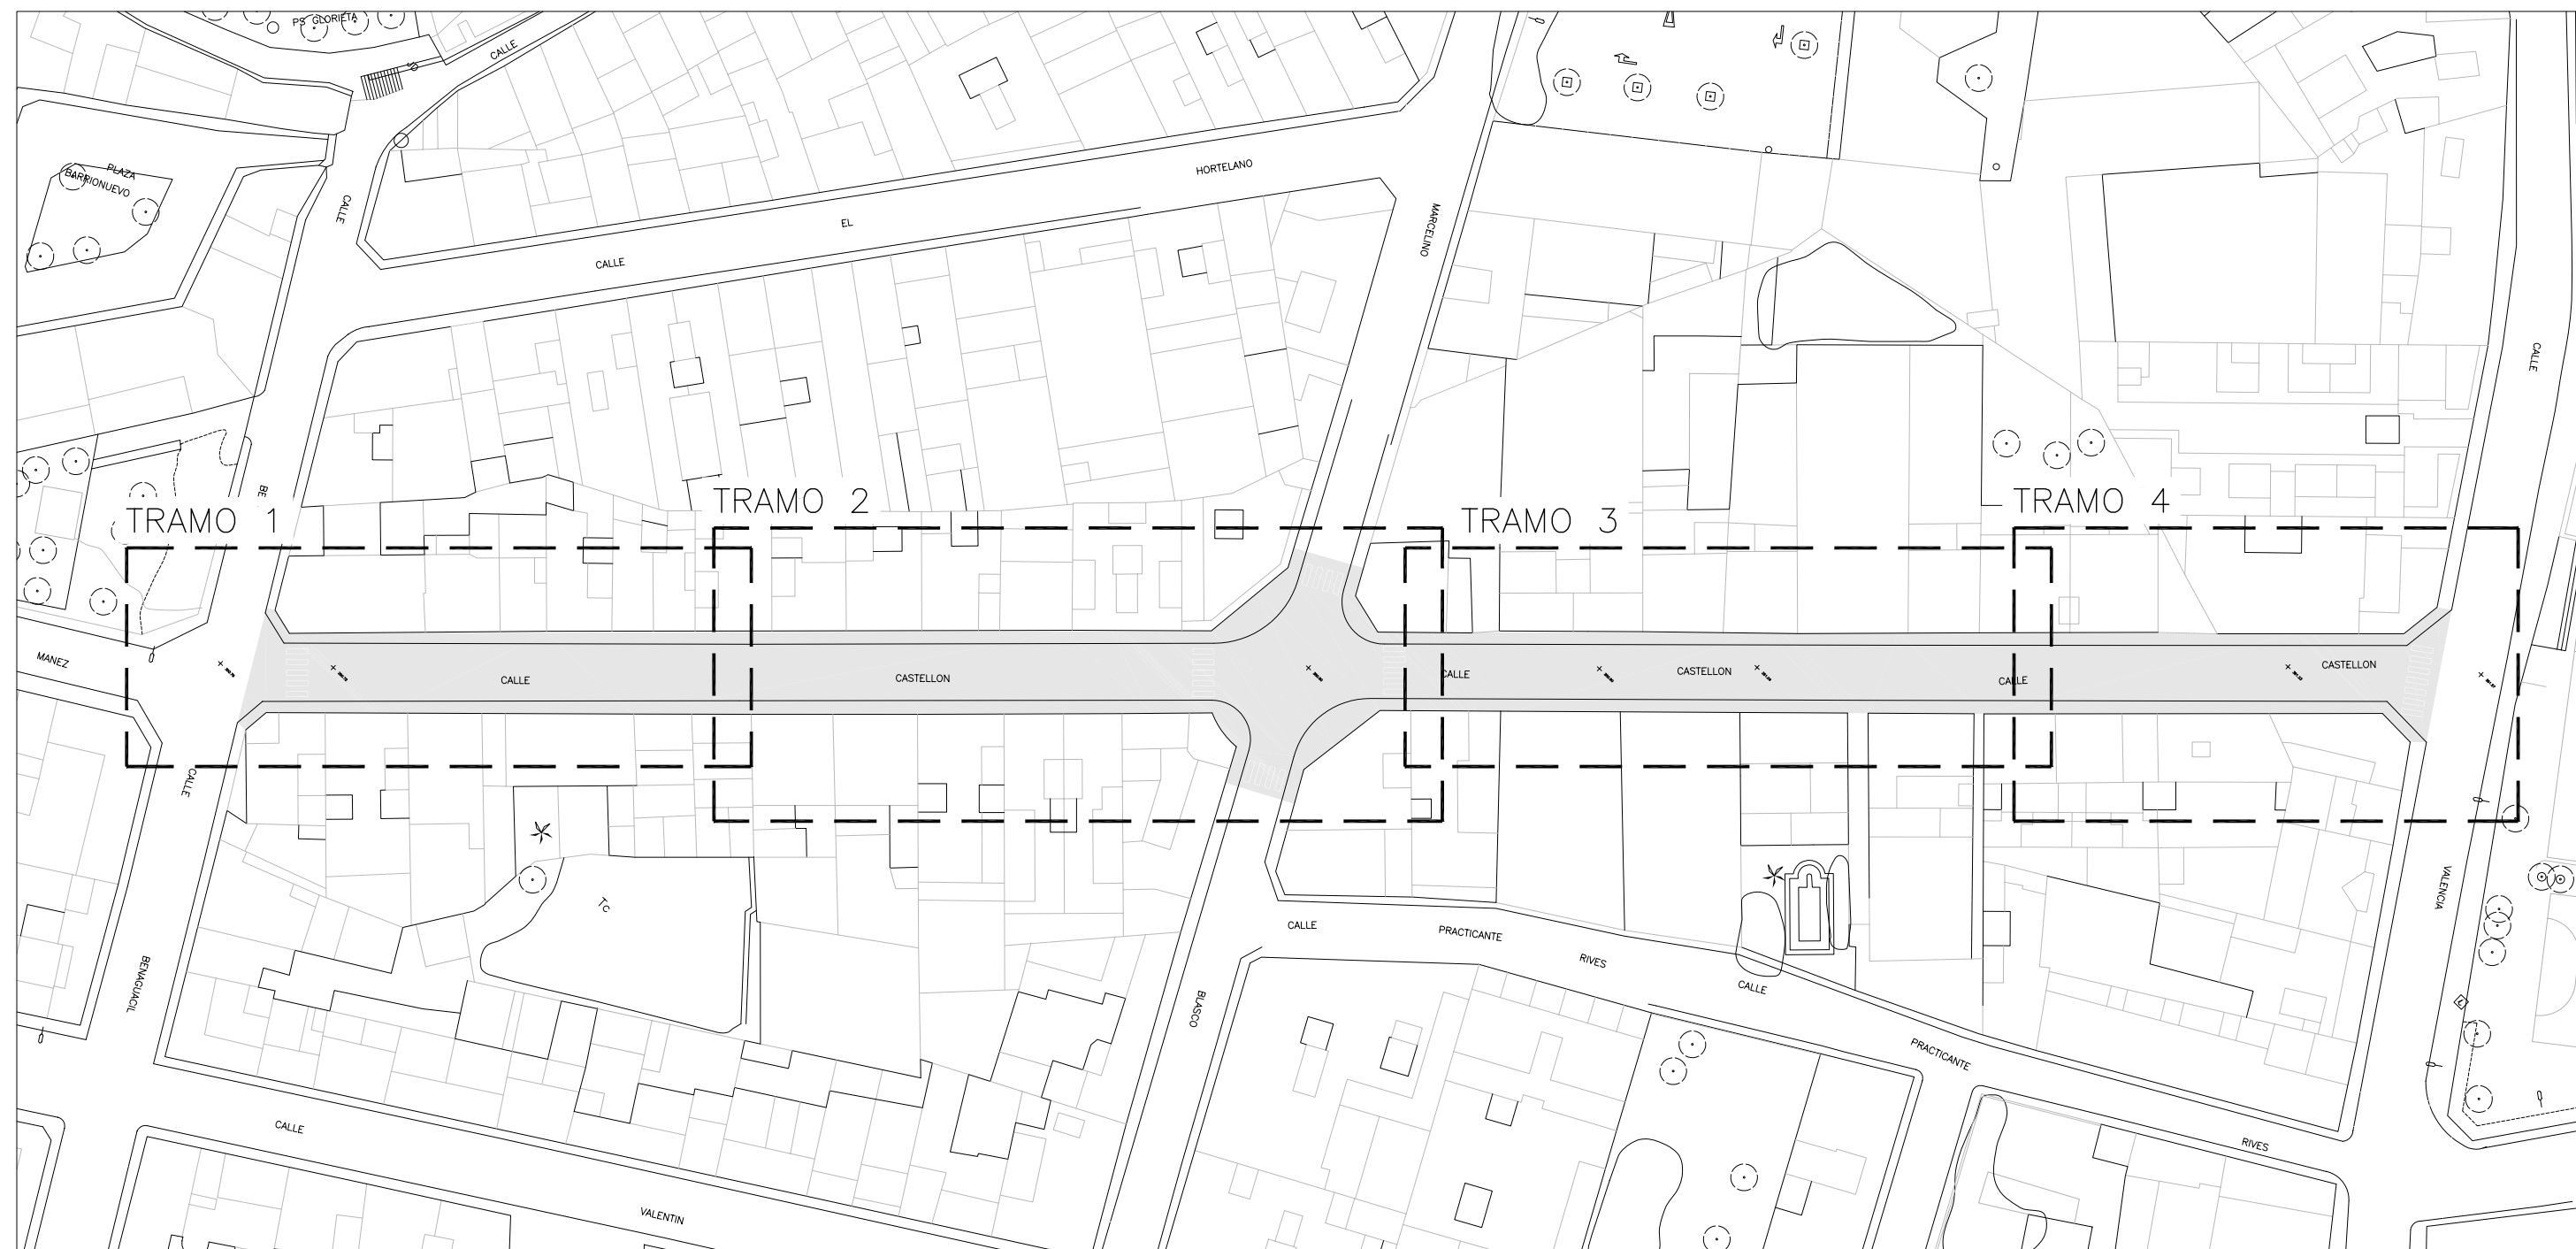 PS GLORIETA
CALLE
PLAZA
BARRIONUEVO
CALLE
HORTELANO
EL
CALLE
MARCELINO
CALLE
BE
TRAMO 1
TRAMO 2
TRAMO 3
TRAMO 4
MANEZ
CALLE
CASTELLON
CALLE
CASTELLON
CALLE
CASTELLON
CALLE
VALENCIA
Tc
CALLE
PRACTICANTE
RIVES
CALLE
BENAGUACIL
BLASCO
PRACTICANTE
RIVES
CALLE
VALENTIN